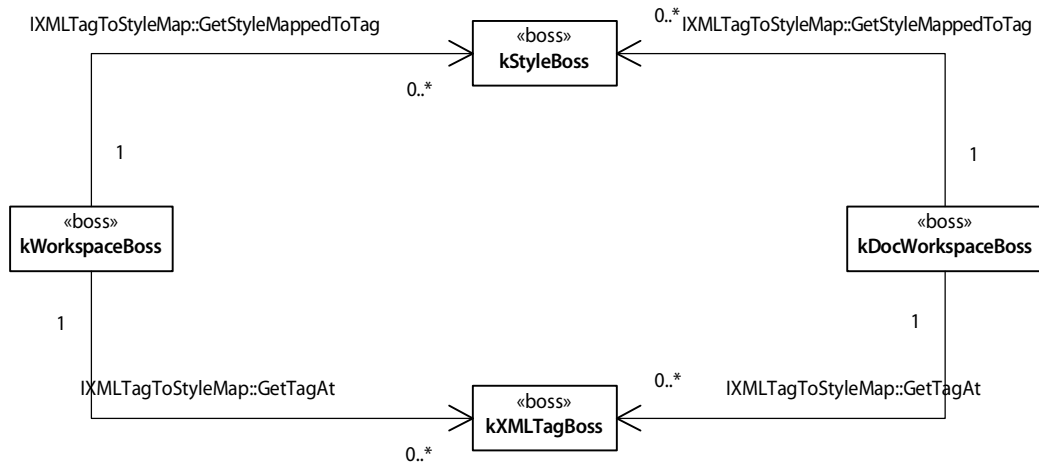 IXMLTagToStyleMap::GetStyleMappedToTag
0..*
IXMLTagToStyleMap::GetStyleMappedToTag
«boss»
kStyleBoss
0..*
1
1
«boss»
kWorkspaceBoss
«boss»
kDocWorkspaceBoss
1
1
IXMLTagToStyleMap::GetTagAt
0..*
IXMLTagToStyleMap::GetTagAt
«boss»
kXMLTagBoss
0..*